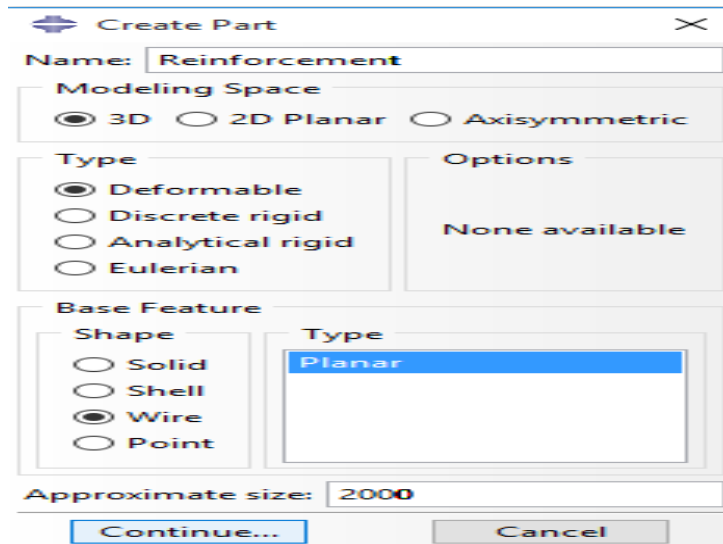 Create Part
Name: Reinforcement
Modeling Space
3D 2D Planar Axisymmetric
Type
Deformable
Discrete rigid
Analytical rigid
Eulerian
Options
None available
Base Feature
Shape
Solid
Shell
Wire
Point
Type
Planar
Approximate size: 2000
Continue... Cancel